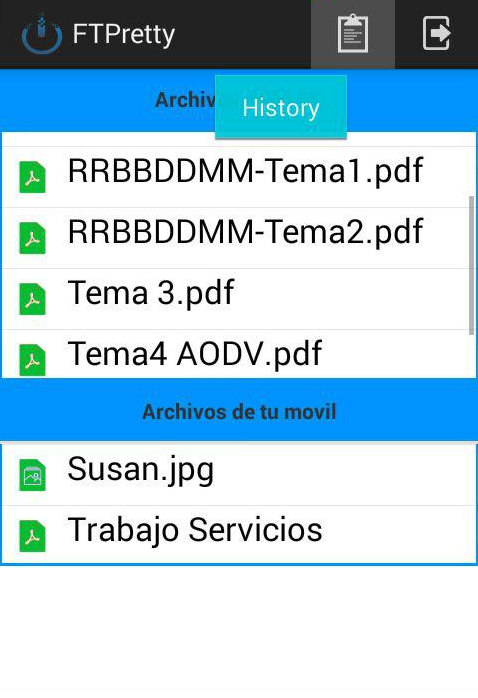 FTPretty
Archiv
History
RRBBDDMM-Tema1.pdf
RRBBDDMM-Tema2.pdf
Tema 3.pdf
Tema4 AODV.pdf
Archivos de tu movil
Susan.jpg
Trabajo Servicios